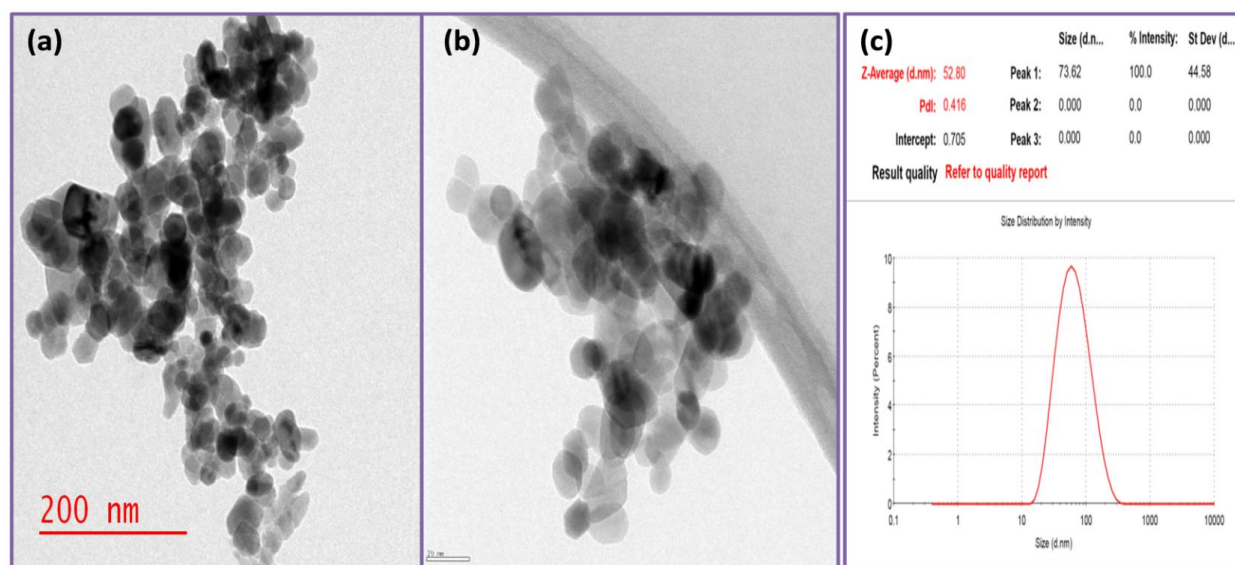 (a)
200 nm
(b)
20 nm
(c)
Size (d.n... % Intensity: St Dev (d...
Z-Average (d.nm): 52.80 Peak 1: 73.62 100.0 44.58
PdI: 0.416 Peak 2: 0.000 0.0 0.000
Intercept: 0.705 Peak 3: 0.000 0.0 0.000
Result quality Refer to quality report
Size Distribution by Intensity
Intensity (Percent)
10
8
6
4
2
0
0.1 1 10 100 1000 10000
Size (d.nm)